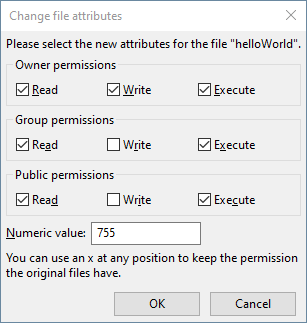 Change file attributes
Please select the new attributes for the file "helloWorld".
Owner permissions
Read Write Execute
Group permissions
Read Write Execute
Public permissions
Read Write Execute
Numeric value: 755
You can use an x at any position to keep the permission
the original files have.
OK Cancel